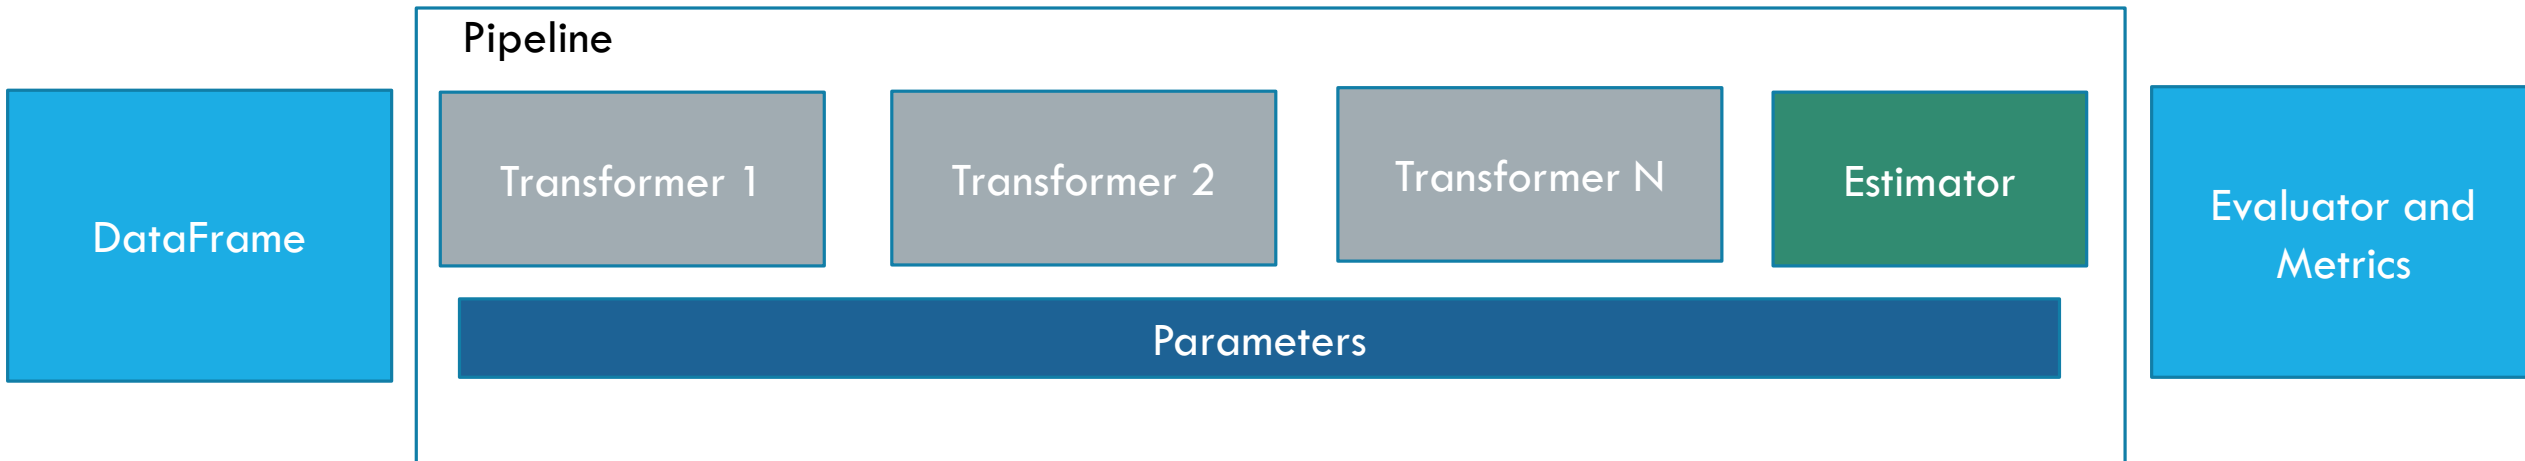 Pipeline
DataFrame
Transformer 1
Transformer 2
Transformer N
Estimator
Parameters
Evaluator and
Metrics